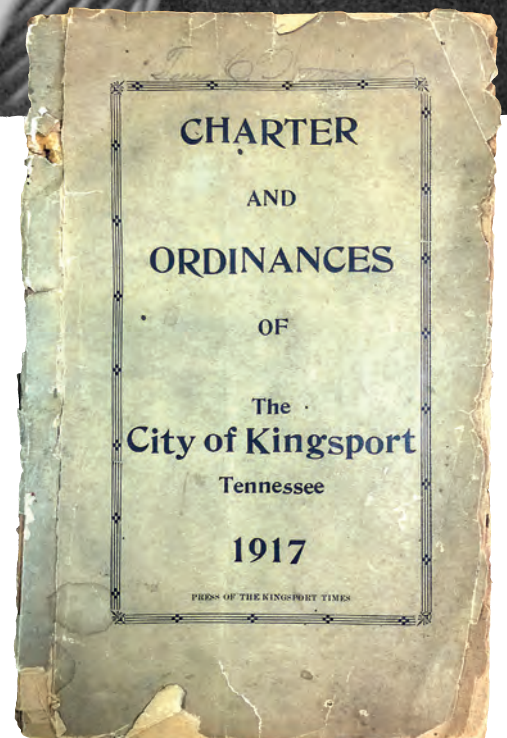 CHARTER
AND
ORDINANCES
OF
The
City of Kingsport
Tennessee
1917
PRESS OF THE KINGSPORT TIMES